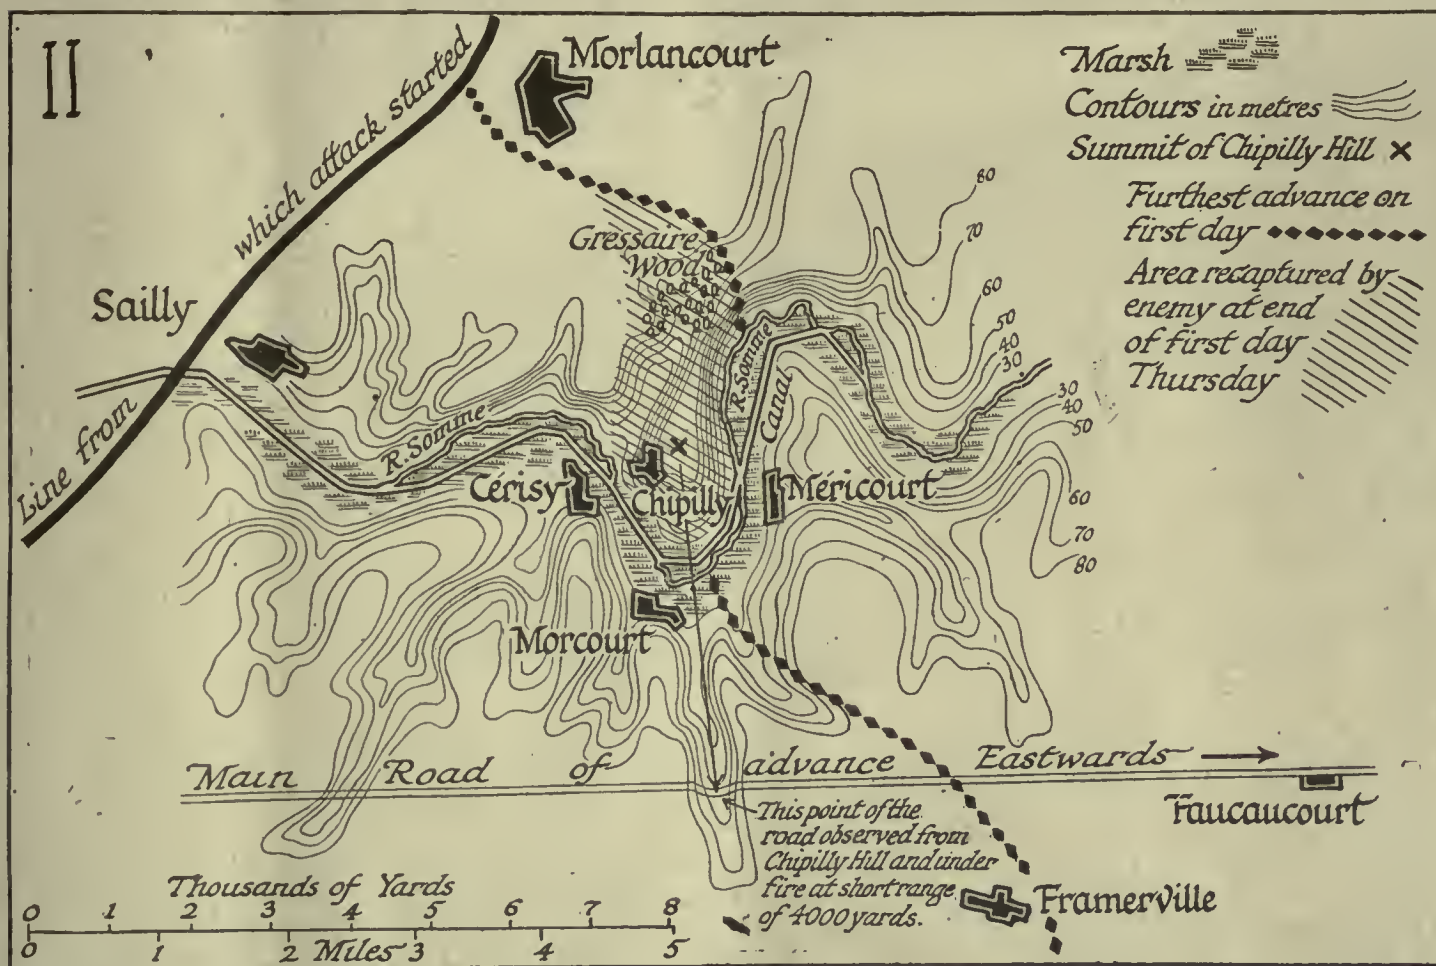 II
Morlancourt
Marsh
Contours in metres
Summit of Chipilly Hill ×
Furthest advance on
first day
Area recaptured by
enemy at end
of first day
Thursday
Line from which attack started
Sailly
Gressaire
Wood
80
70
60
50
40
30
30
40
50
60
70
80
R. Somme
R. Somme
Canal
Cérisy
Chipilly
Méricourt
Morcourt
Main Road of advance Eastwards
Faucaucourt
This point of the
road observed from
Chipilly Hill and under
fire at short range
of 4000 yards.
Framerville
Thousands of Yards
0 1 2 3 4 5 6 7 8
0 1 2 Miles 3 4 5